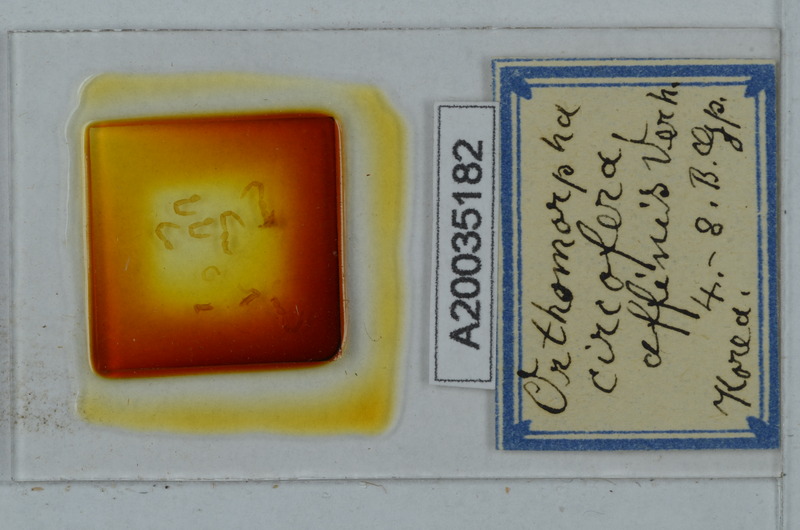 A20035182
Orthomorpha
circofera
affinis Verh.
4.-8. B. Gp.
Korea.